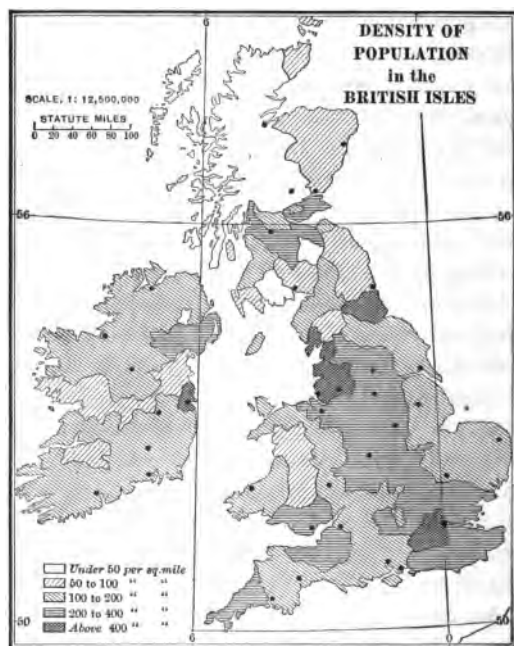 6
DENSITY OF
POPULATION
in the
BRITISH ISLES
SCALE, 1: 12,500,000
STATUTE MILES
0 20 40 60 80 100
56 56
Under 50 per sq. mile
50 to 100 " "
100 to 200 " "
200 to 400 " "
Above 400 " "
50 50
6 0